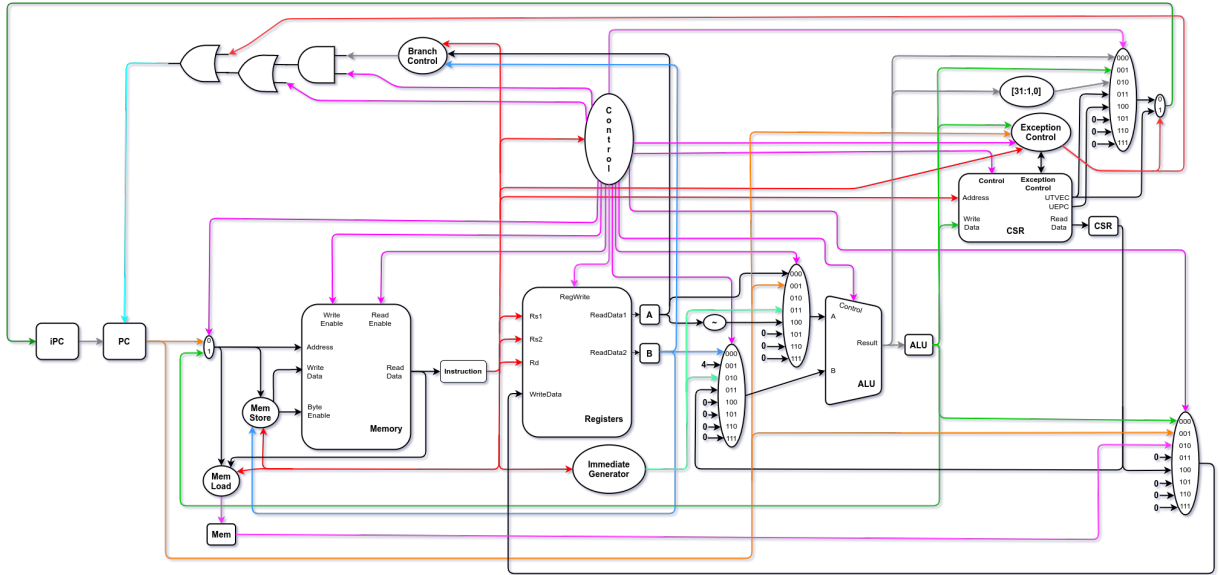 Branch
Control
Control
000
001
010
011
100
0 101
0 110
0 111
0
1
[31:1,0]
Exception
Control
Control
Exception
Control
Address
UTVEC
UEPC
Write
Data
Read
Data
CSR
CSR
iPC
PC
0
1
Write
Enable
Read
Enable
Address
Write
Data
Read
Data
Byte
Enable
Memory
Mem
Store
Mem
Load
Mem
Instruction
RegWrite
Rs1
ReadData1
Rs2
ReadData2
Rd
WriteData
Registers
Immediate
Generator
A
B
~
000
001
010
011
100
0 101
0 110
0 111
000
4 001
010
011
0 100
0 101
0 110
0 111
Control
A
Result
B
ALU
ALU
000
001
010
0 011
100
0 101
0 110
0 111